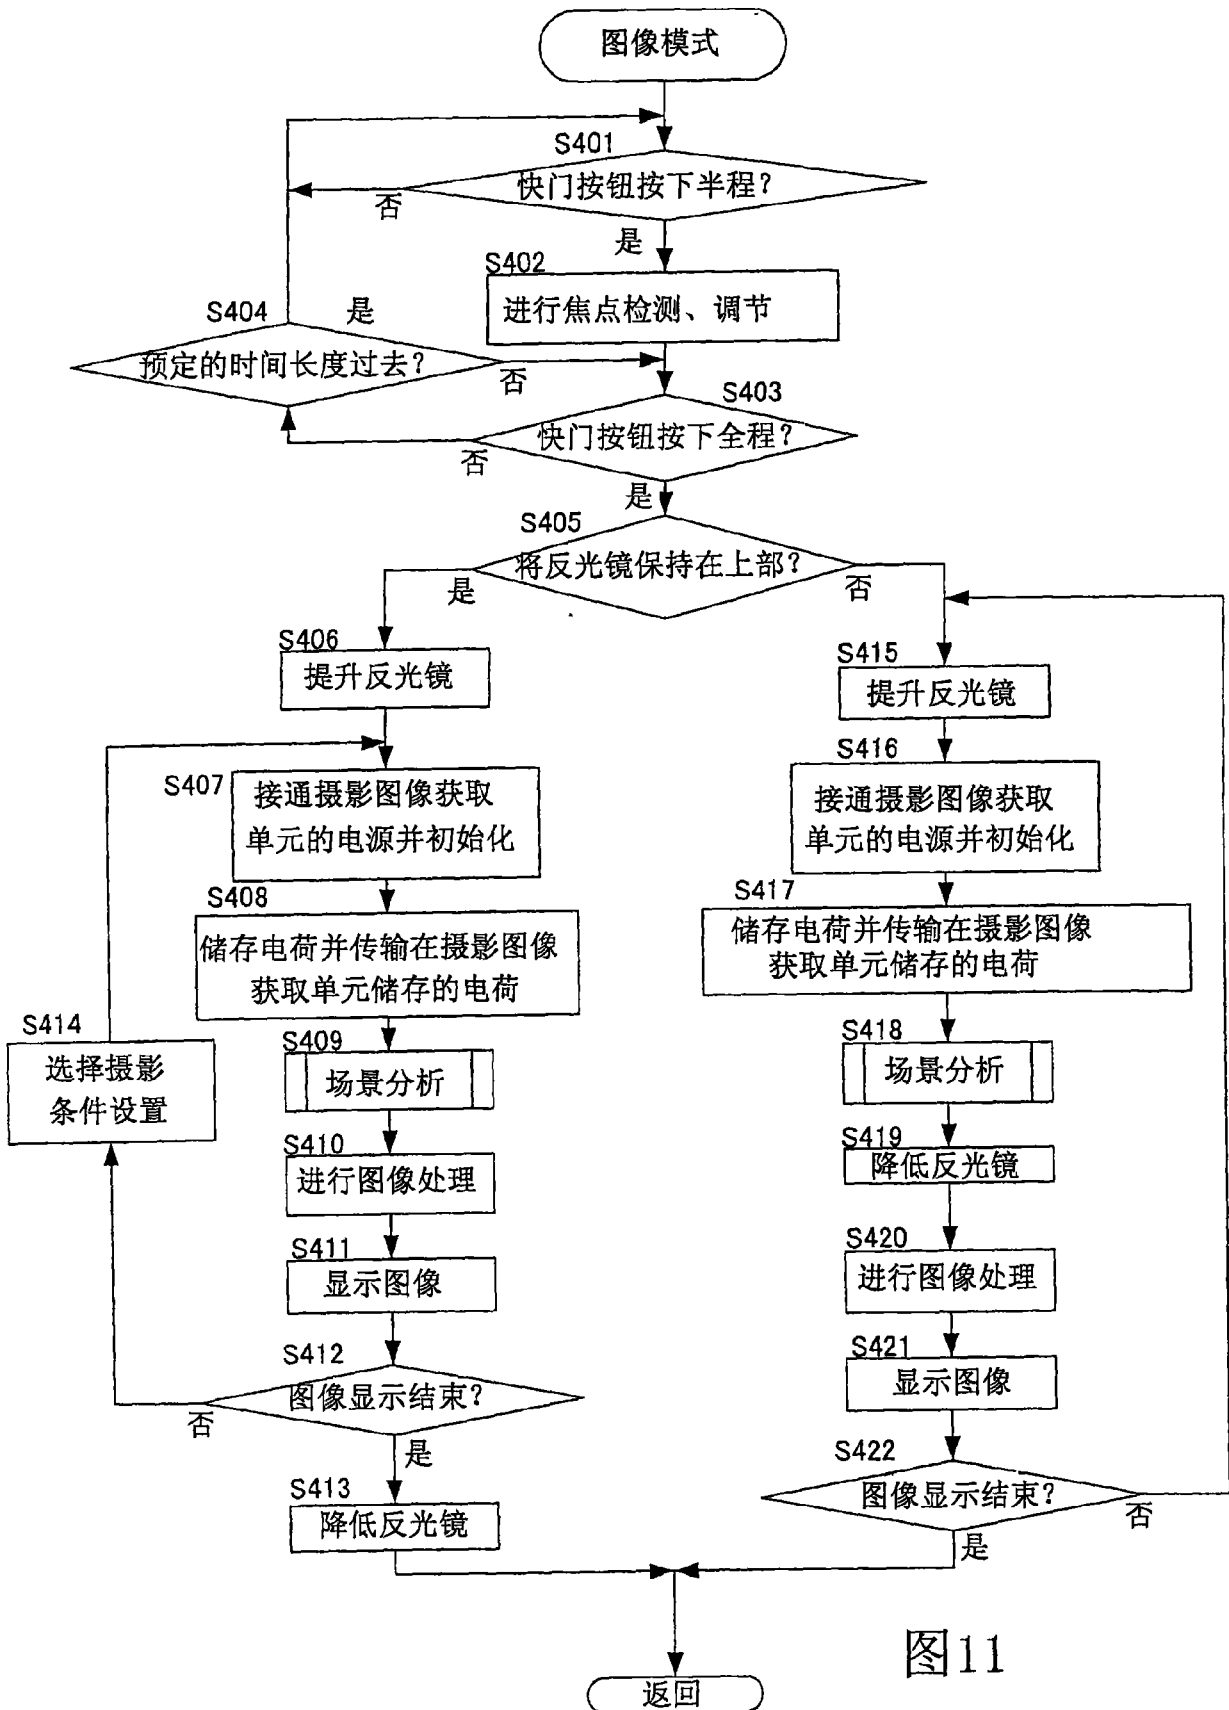 图像模式
S401
快门按钮按下半程？
否
是
S402
进行焦点检测、调节
S404
是
预定的时间长度过去？
否
S403
快门按钮按下全程？
否
是
S405
将反光镜保持在上部？
是
否
S406
提升反光镜
S407
接通摄影图像获取
单元的电源并初始化
S408
储存电荷并传输在摄影图像
获取单元储存的电荷
S414
选择摄影
条件设置
S409
场景分析
S410
进行图像处理
S411
显示图像
S412
图像显示结束？
否
是
S413
降低反光镜
S415
提升反光镜
S416
接通摄影图像获取
单元的电源并初始化
S417
储存电荷并传输在摄影图像
获取单元储存的电荷
S418
场景分析
S419
降低反光镜
S420
进行图像处理
S421
显示图像
S422
图像显示结束？
否
是
返回
图11